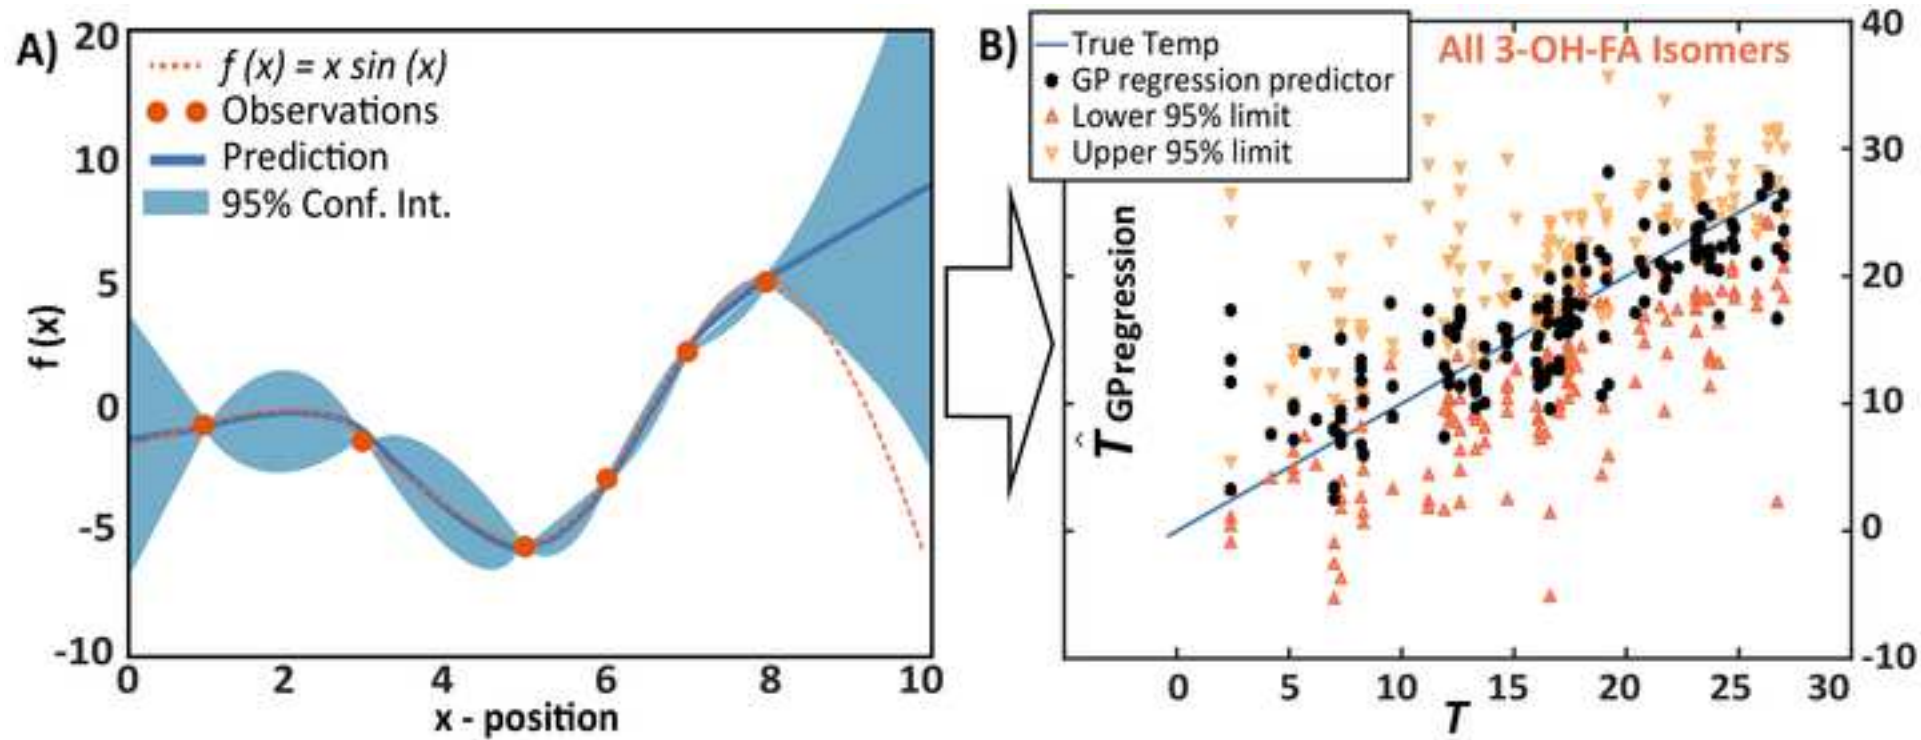 A)
20
10
5
0
-5
-10
f (x)
f (x) = x sin (x)
Observations
Prediction
95% Conf. Int.
0 2 4 6 8 10
x - position
B)
True Temp
GP regression predictor
Lower 95% limit
Upper 95% limit
All 3-OH-FA Isomers
T GPregression
40
30
20
10
0
-10
0 5 10 15 20 25 30
T